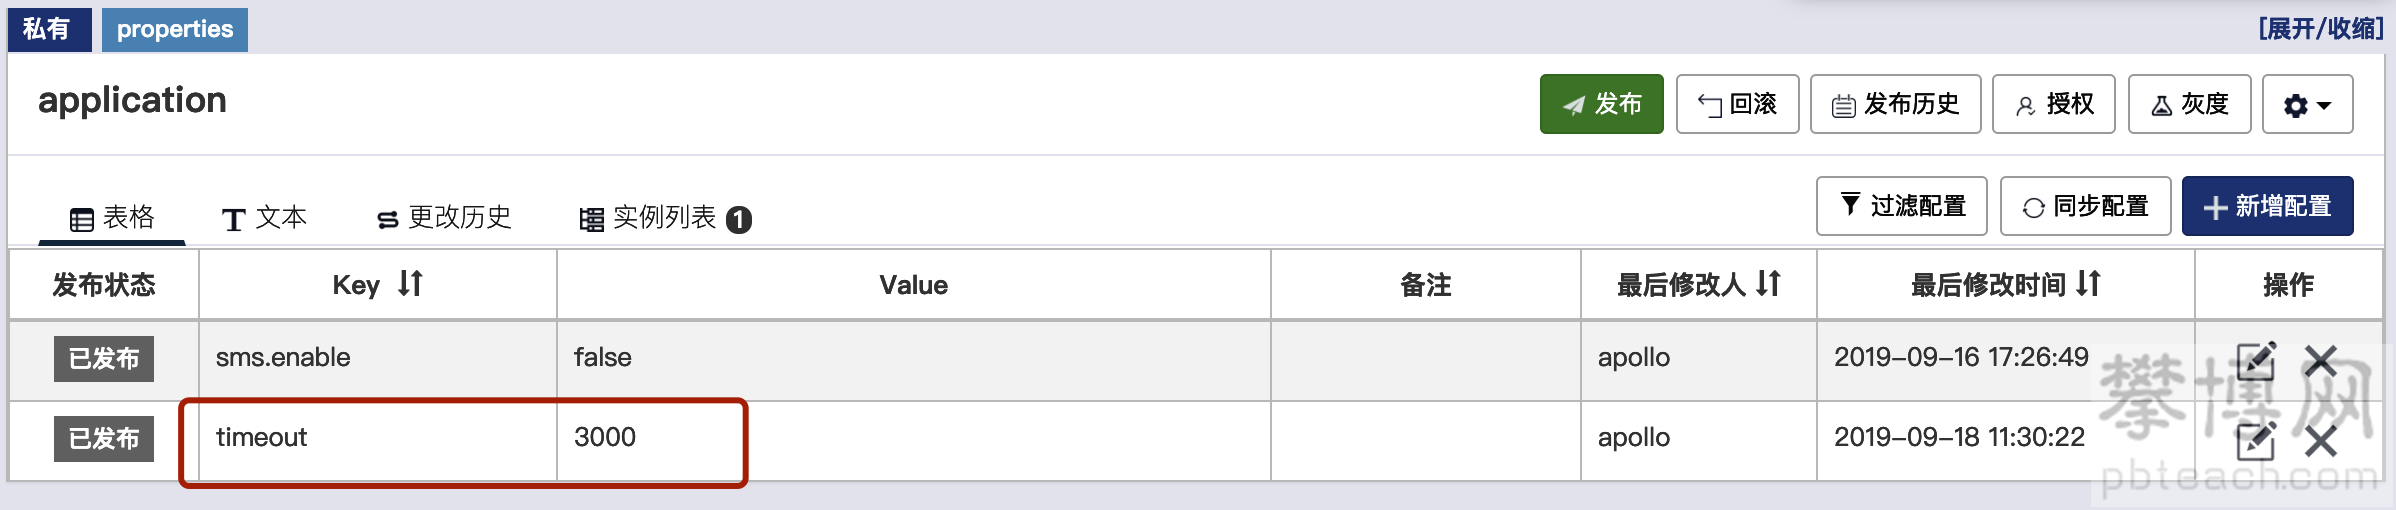 私有 properties [展开/收缩]
application 发布 回滚 发布历史 授权 灰度
表格 文本 更改历史 实例列表 1 过滤配置 同步配置 新增配置
发布状态 Key Value 备注 最后修改人 最后修改时间 操作
已发布 sms.enable false apollo 2019-09-16 17:26:49
已发布 timeout 3000 apollo 2019-09-18 11:30:22
攀博网
pbteach.com